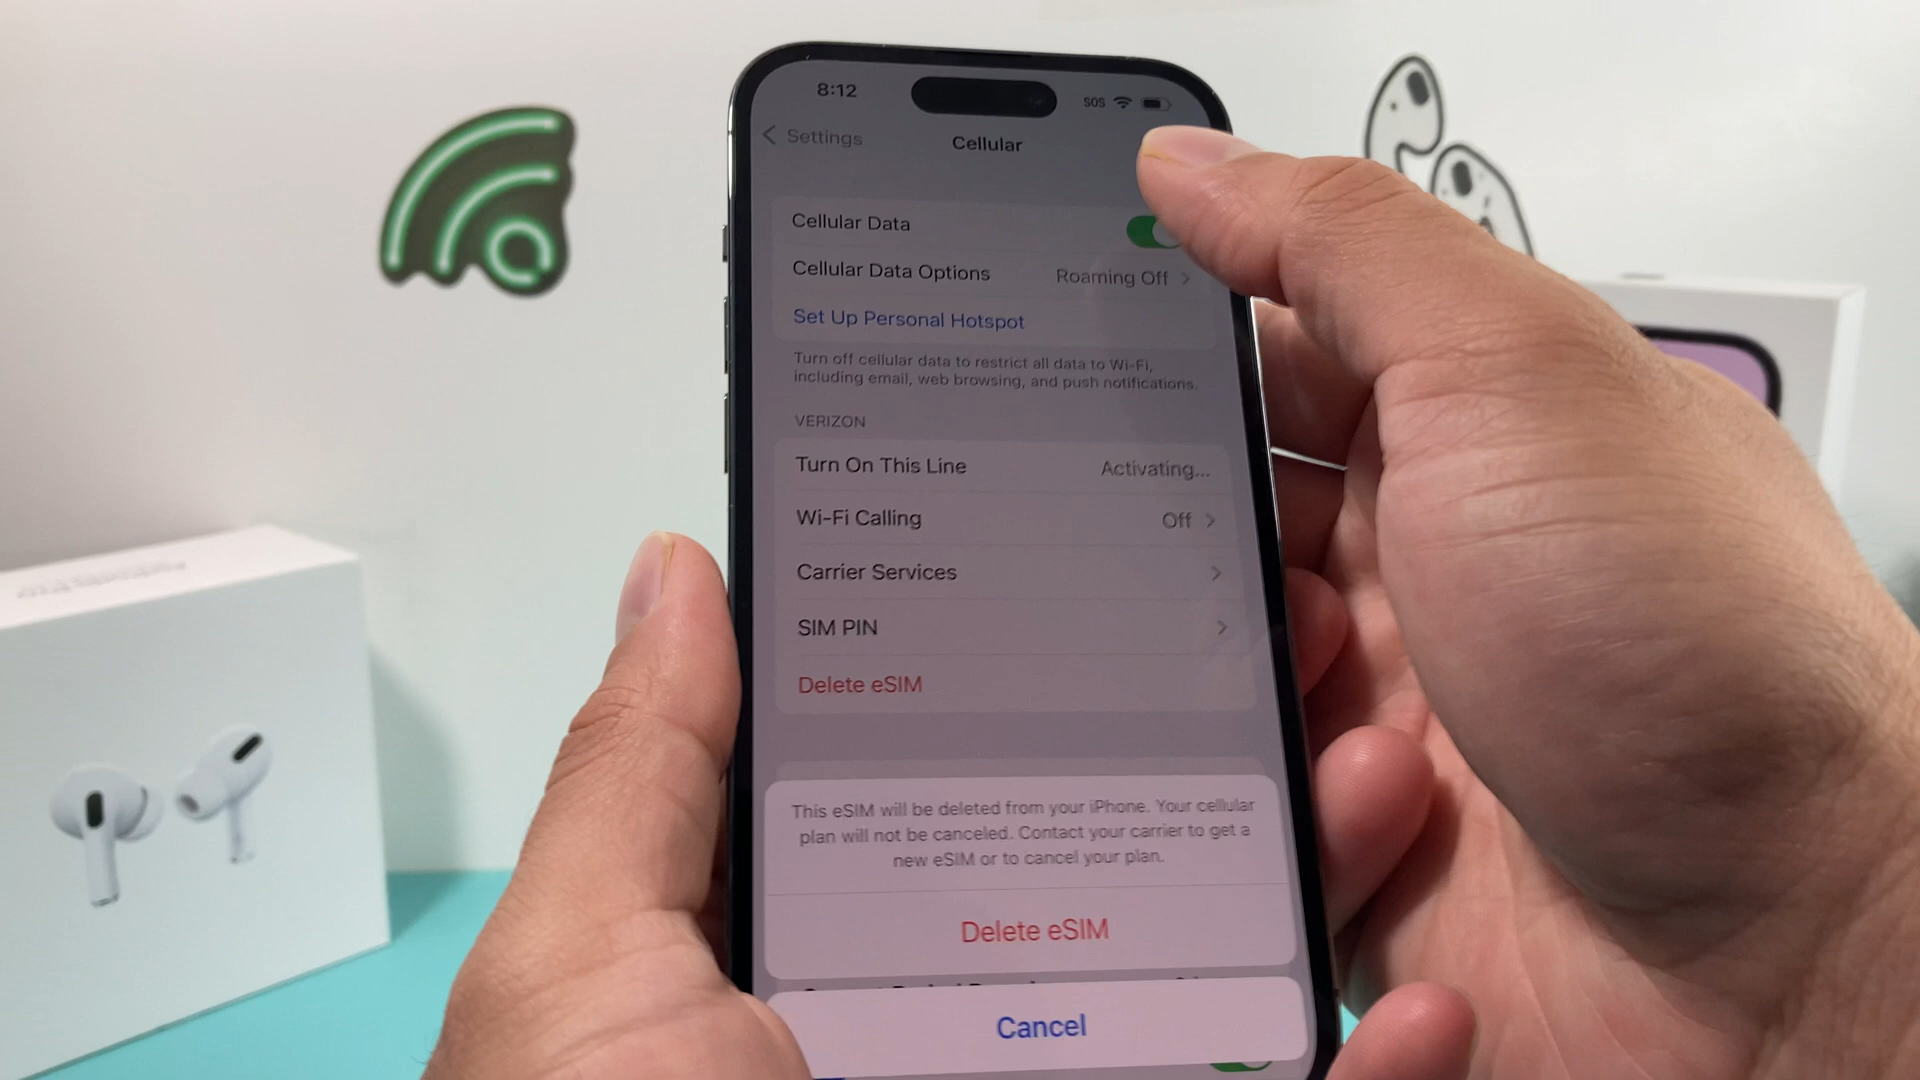 8:12
SOS
Settings
Cellular
Cellular Data
Cellular Data Options Roaming Off
Set Up Personal Hotspot
Turn off cellular data to restrict all data to Wi-Fi,
including email, web browsing, and push notifications.
VERIZON
Turn On This Line Activating...
Wi-Fi Calling Off
Carrier Services
SIM PIN
Delete eSIM
This eSIM will be deleted from your iPhone. Your cellular
plan will not be canceled. Contact your carrier to get a
new eSIM or to cancel your plan.
Delete eSIM
Cancel